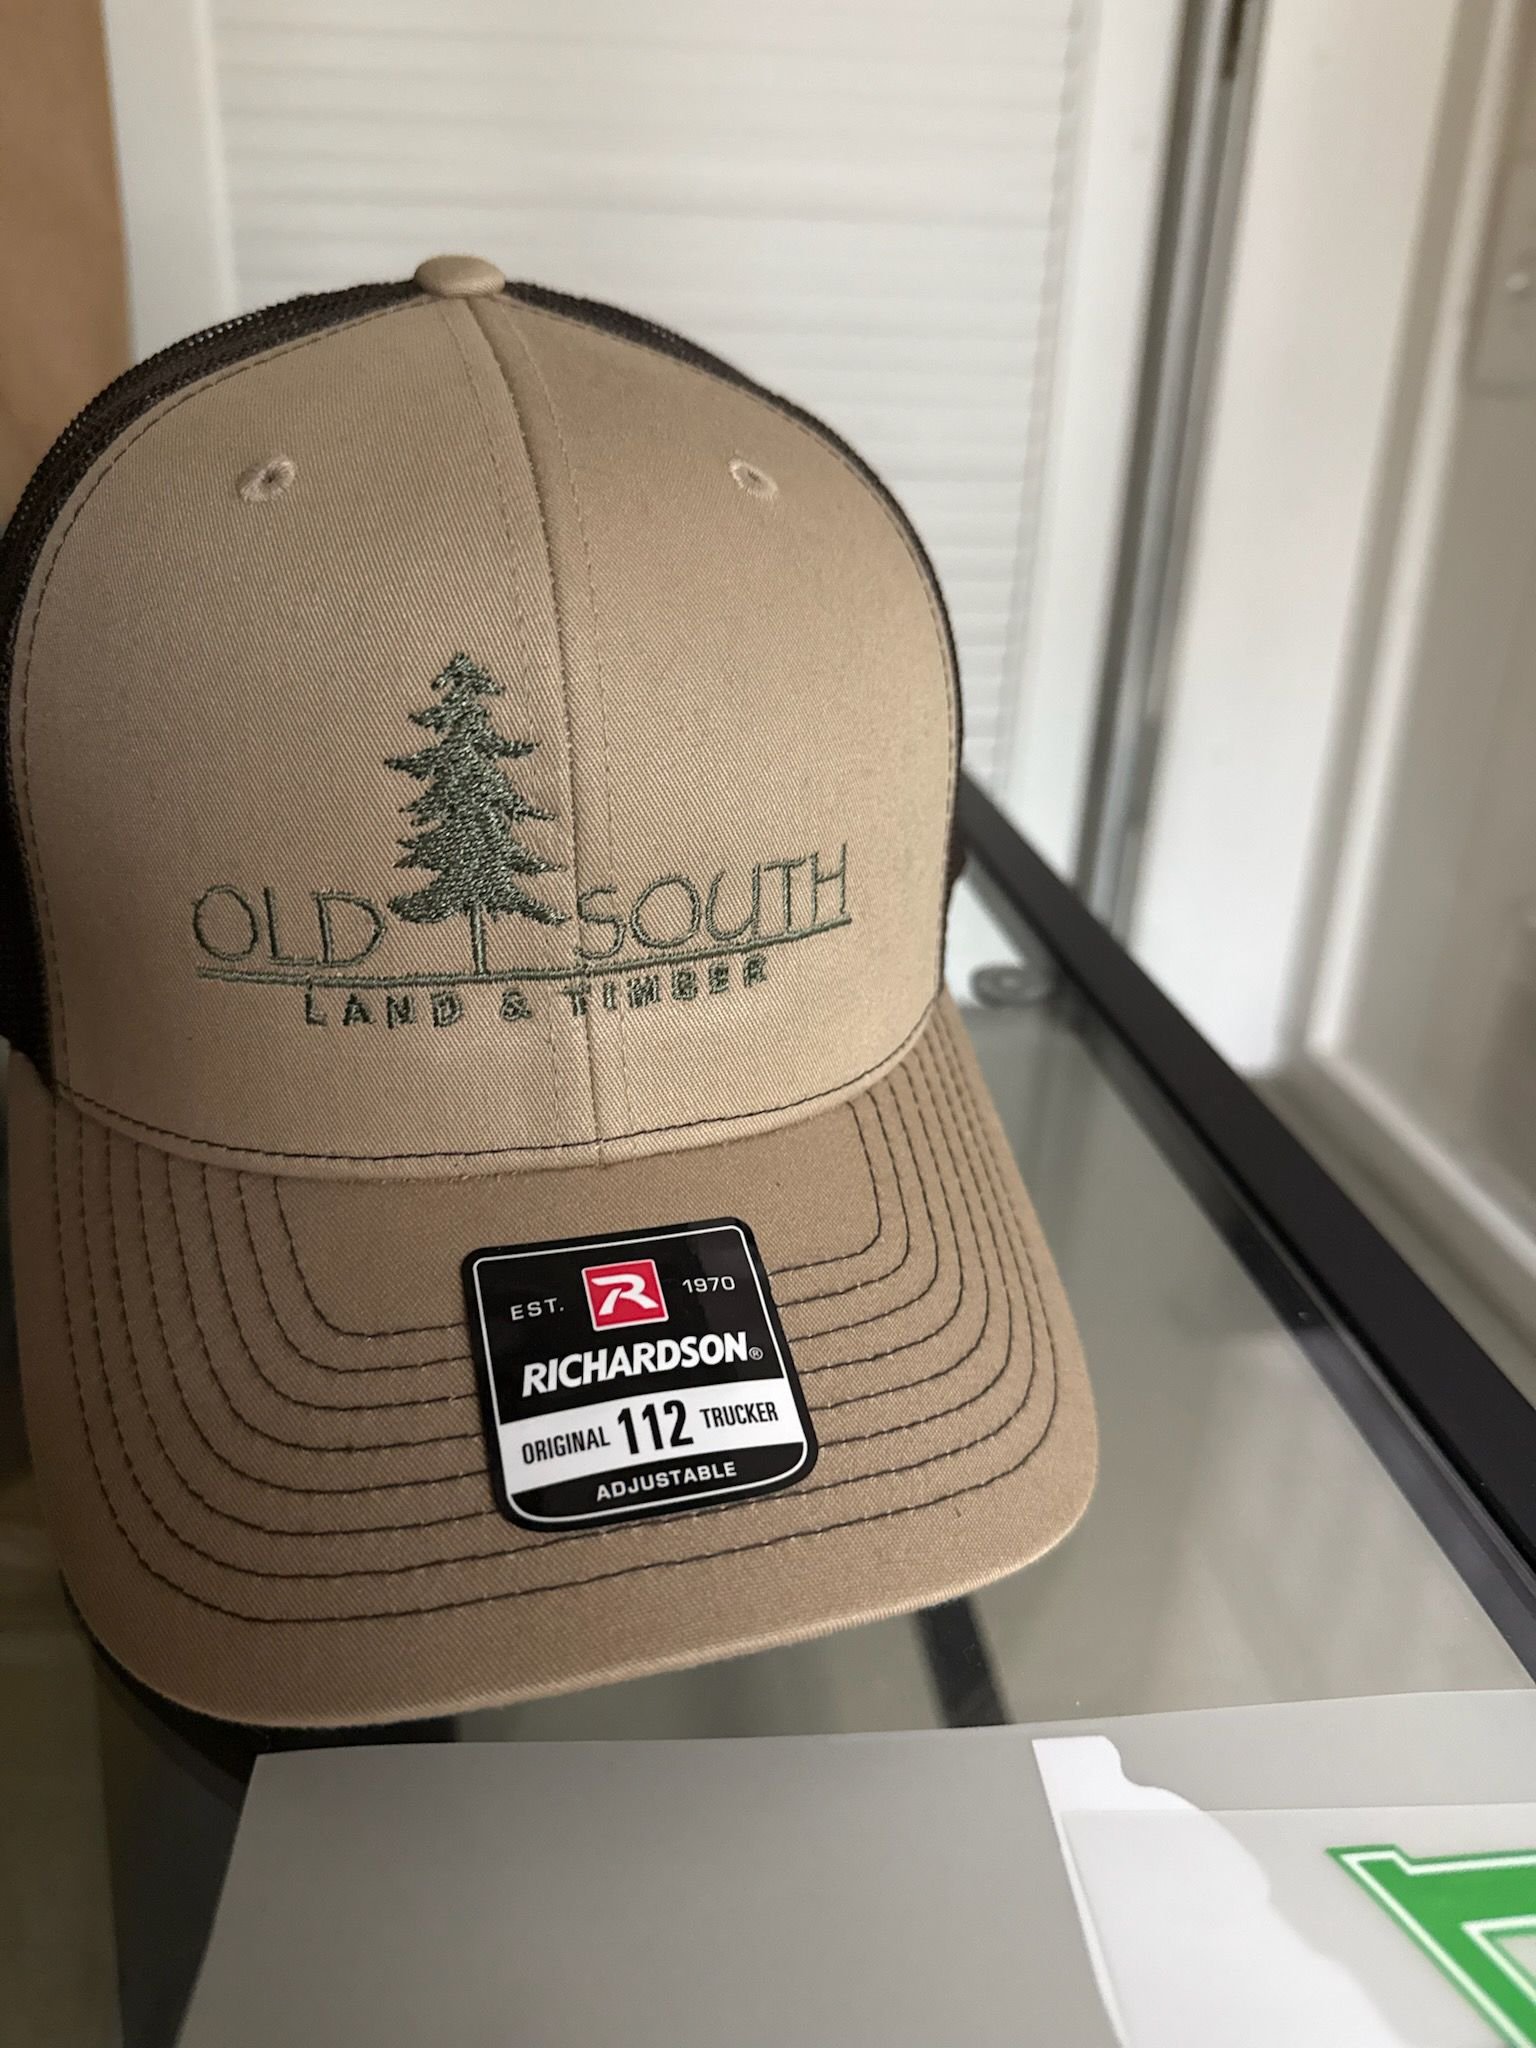 OLD SOUTH
LAND & TIMBER
EST. R 1970
RICHARDSON®
ORIGINAL 112 TRUCKER
ADJUSTABLE